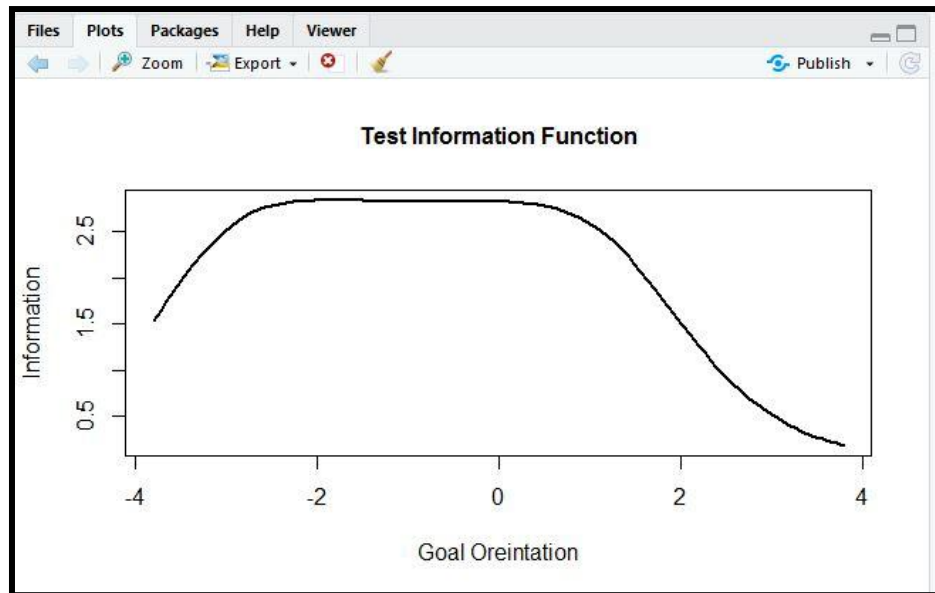 Files Plots Packages Help Viewer
Zoom Export Publish
Test Information Function
Information
2.5
1.5
0.5
-4 -2 0 2 4
Goal Oreintation